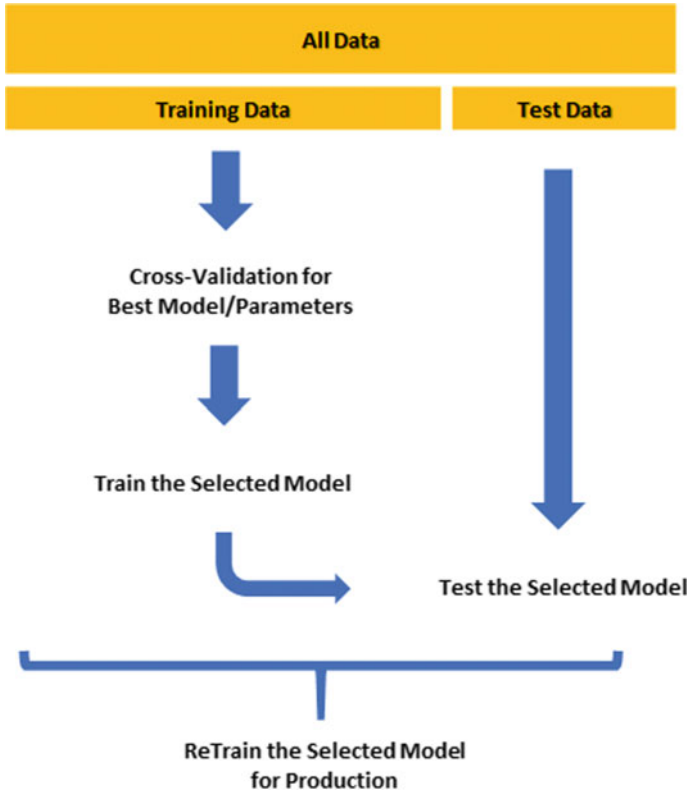 All Data
Training Data
Test Data
Cross-Validation for
Best Model/Parameters
Train the Selected Model
Test the Selected Model
ReTrain the Selected Model
for Production